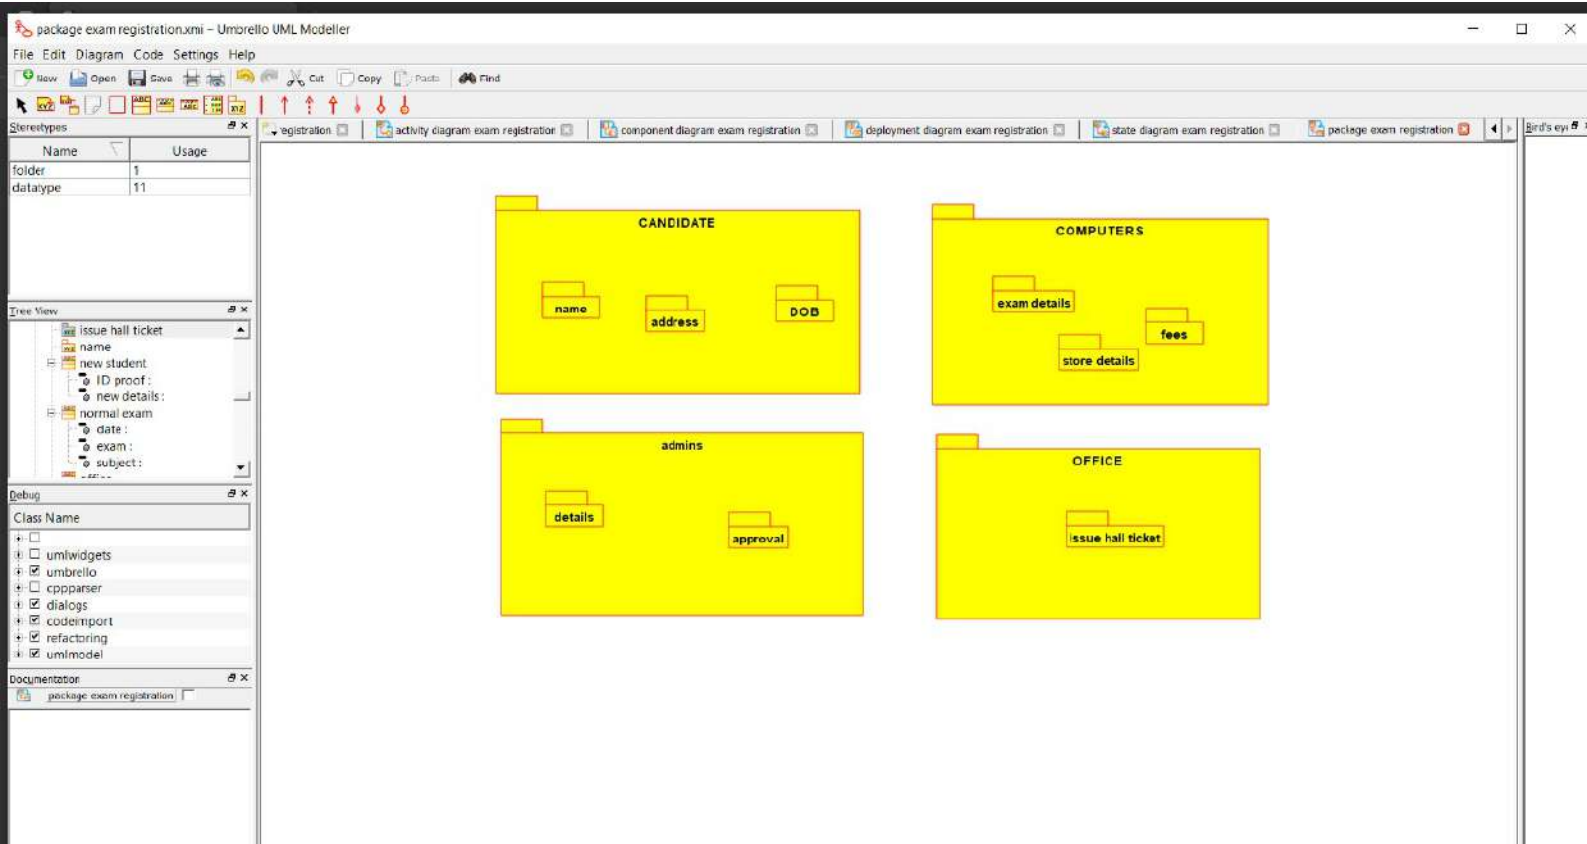 package exam registration.xmi – Umbrello UML Modeller
File Edit Diagram Code Settings Help
New Open Save Cut Copy Paste Find
Stereotypes
Name Usage
folder 1
datatype 11
Tree View
issue hall ticket
name
new student
ID proof :
new details :
normal exam
date :
exam :
subject :
Debug
Class Name
umlwidgets
umbrello
cppparser
dialogs
codeimport
refactoring
umlmodel
Documentation
package exam registration
egistration activity diagram exam registration component diagram exam registration deployment diagram exam registration state diagram exam registration package exam registration
Bird's eye
CANDIDATE
name
address
DOB
COMPUTERS
exam details
fees
store details
admins
details
approval
OFFICE
issue hall ticket